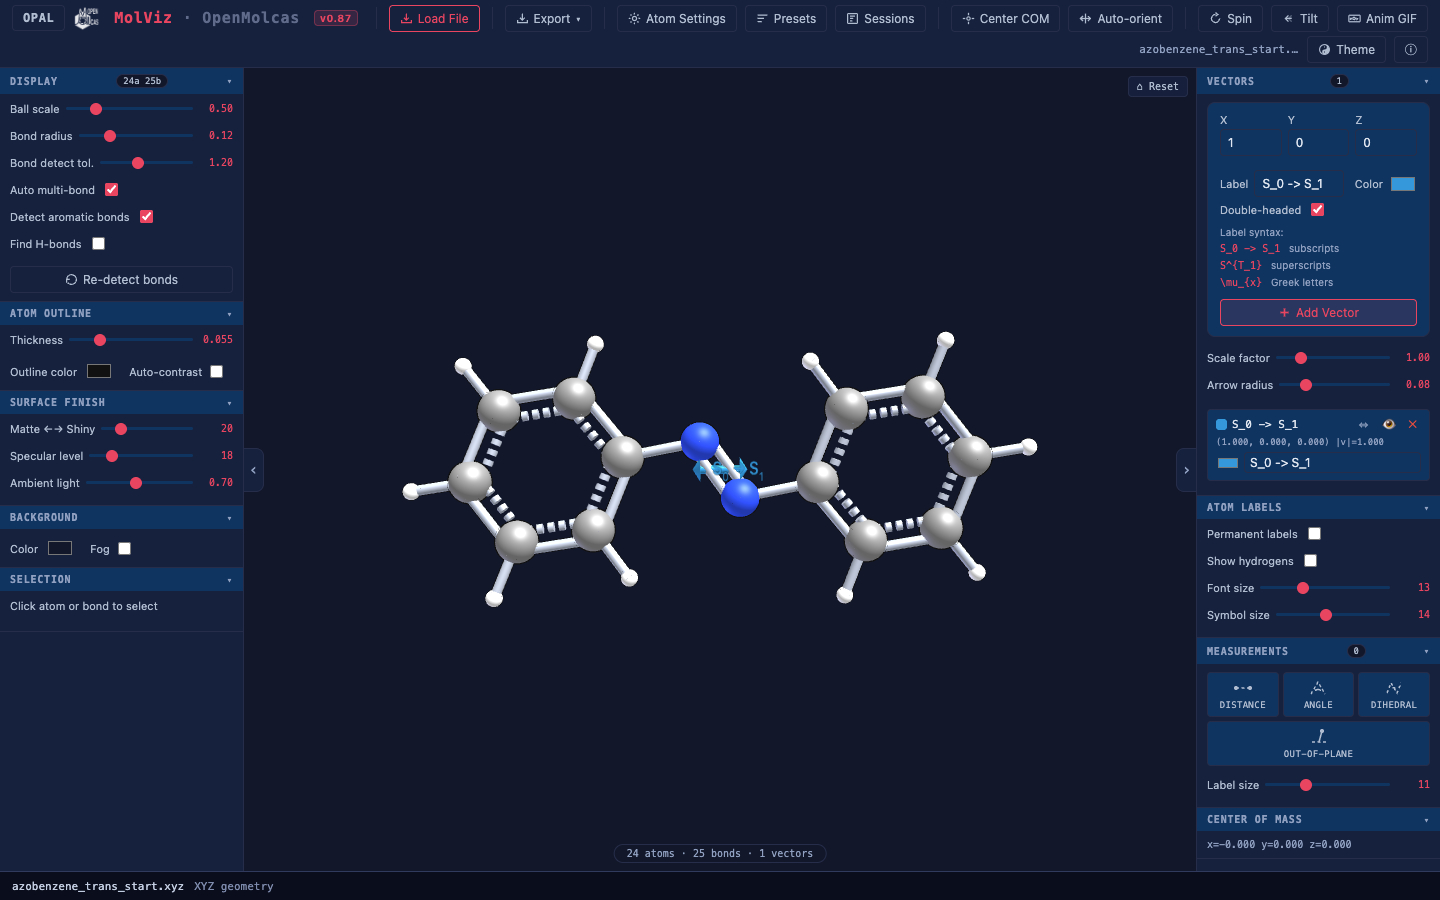 OPAL
OPEN
MOLCAS
MolViz · OpenMolcas v0.87
Load File
Export ▾
Atom Settings
Presets
Sessions
Center COM
Auto-orient
Spin
Tilt
Anim GIF
azobenzene_trans_start.…
Theme
DISPLAY 24a 25b
Ball scale 0.50
Bond radius 0.12
Bond detect tol. 1.20
Auto multi-bond
Detect aromatic bonds
Find H-bonds
Re-detect bonds
ATOM OUTLINE
Thickness 0.055
Outline color Auto-contrast
SURFACE FINISH
Matte <-> Shiny 20
Specular level 18
Ambient light 0.70
BACKGROUND
Color Fog
SELECTION
Click atom or bond to select
Reset
24 atoms · 25 bonds · 1 vectors
VECTORS 1
X Y Z
1 0 0
Label S_0 -> S_1 Color
Double-headed
Label syntax:
S_0 -> S_1 subscripts
S^{T_1} superscripts
\mu_{x} Greek letters
+ Add Vector
Scale factor 1.00
Arrow radius 0.08
S_0 -> S_1
(1.000, 0.000, 0.000) |v|=1.000
S_0 -> S_1
ATOM LABELS
Permanent labels
Show hydrogens
Font size 13
Symbol size 14
MEASUREMENTS 0
DISTANCE
ANGLE
DIHEDRAL
OUT-OF-PLANE
Label size 11
CENTER OF MASS
x=−0.000 y=0.000 z=0.000
azobenzene_trans_start.xyz XYZ geometry